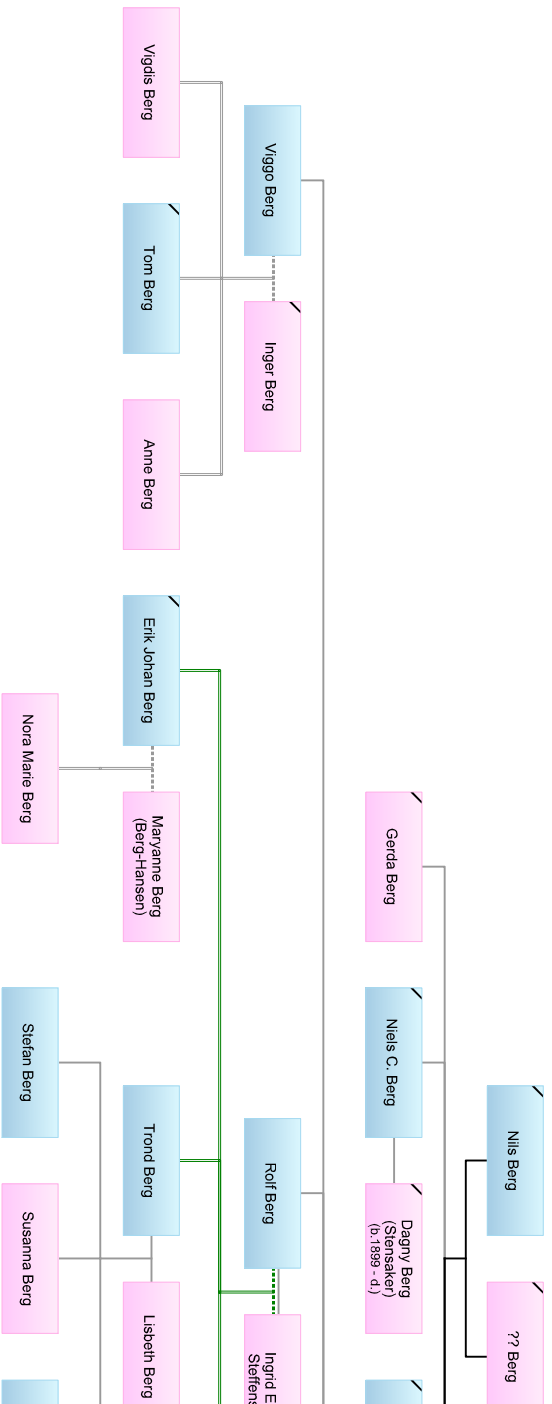 Vigdis Berg
Viggo Berg
Tom Berg
Inger Berg
Anne Berg
Erik Johan Berg
Nora Marie Berg
Maryanne Berg
(Berg-Hansen)
Gerda Berg
Stefan Berg
Niels C. Berg
Trond Berg
Nils Berg
Rolf Berg
Susanna Berg
Dagny Berg
(Stensaker)
(b.1899 - d.)
Lisbeth Berg
?? Berg
Ingrid E
Steffens